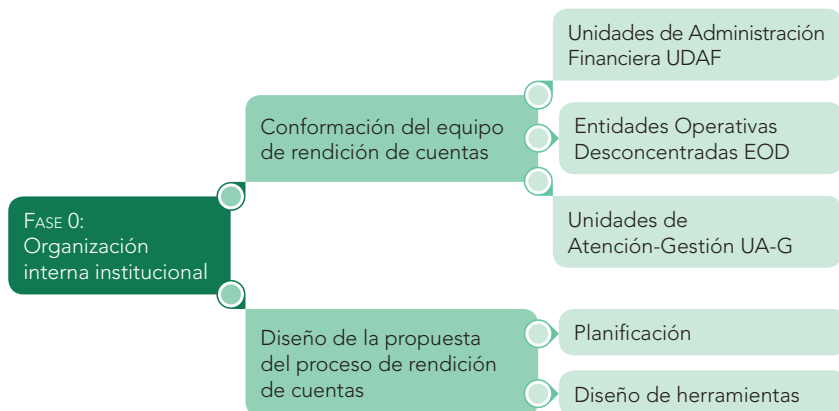 Fase 0:
Organización
interna institucional
Conformación del equipo
de rendición de cuentas
Unidades de Administración
Financiera UDAF
Entidades Operativas
Desconcentradas EOD
Unidades de
Atención-Gestión UA-G
Diseño de la propuesta
del proceso de rendición
de cuentas
Planificación
Diseño de herramientas